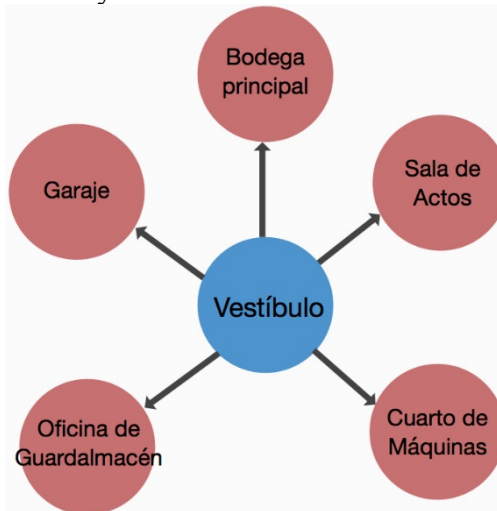 Bodega
principal
Garaje
Sala de
Actos
Vestíbulo
Oficina de
Guardalmacén
Cuarto de
Máquinas